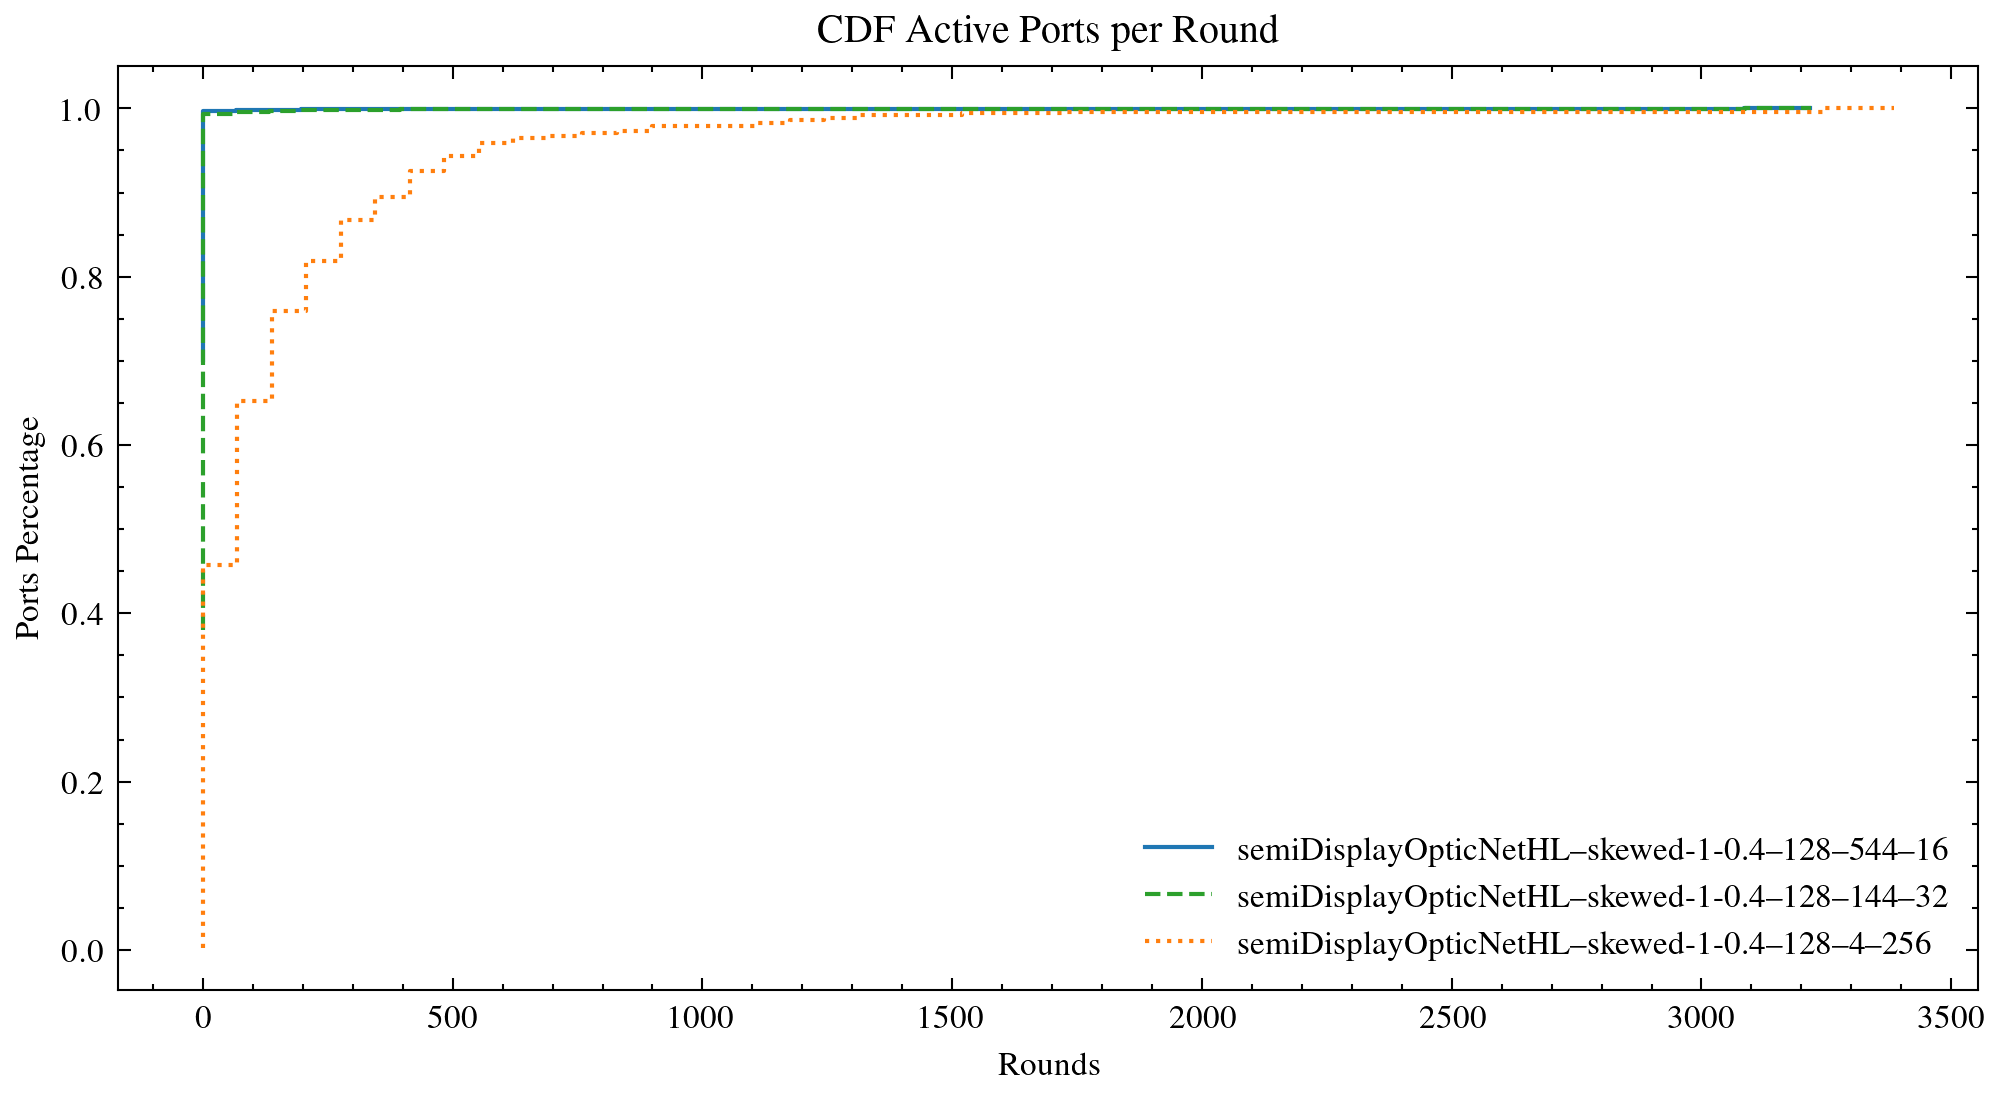 CDF Active Ports per Round
Ports Percentage
1.0
0.8
0.6
0.4
0.2
0.0
semiDisplayOpticNetHL–skewed-1-0.4–128–544–16
semiDisplayOpticNetHL–skewed-1-0.4–128–144–32
semiDisplayOpticNetHL–skewed-1-0.4–128–4–256
0 500 1000 1500 2000 2500 3000 3500
Rounds